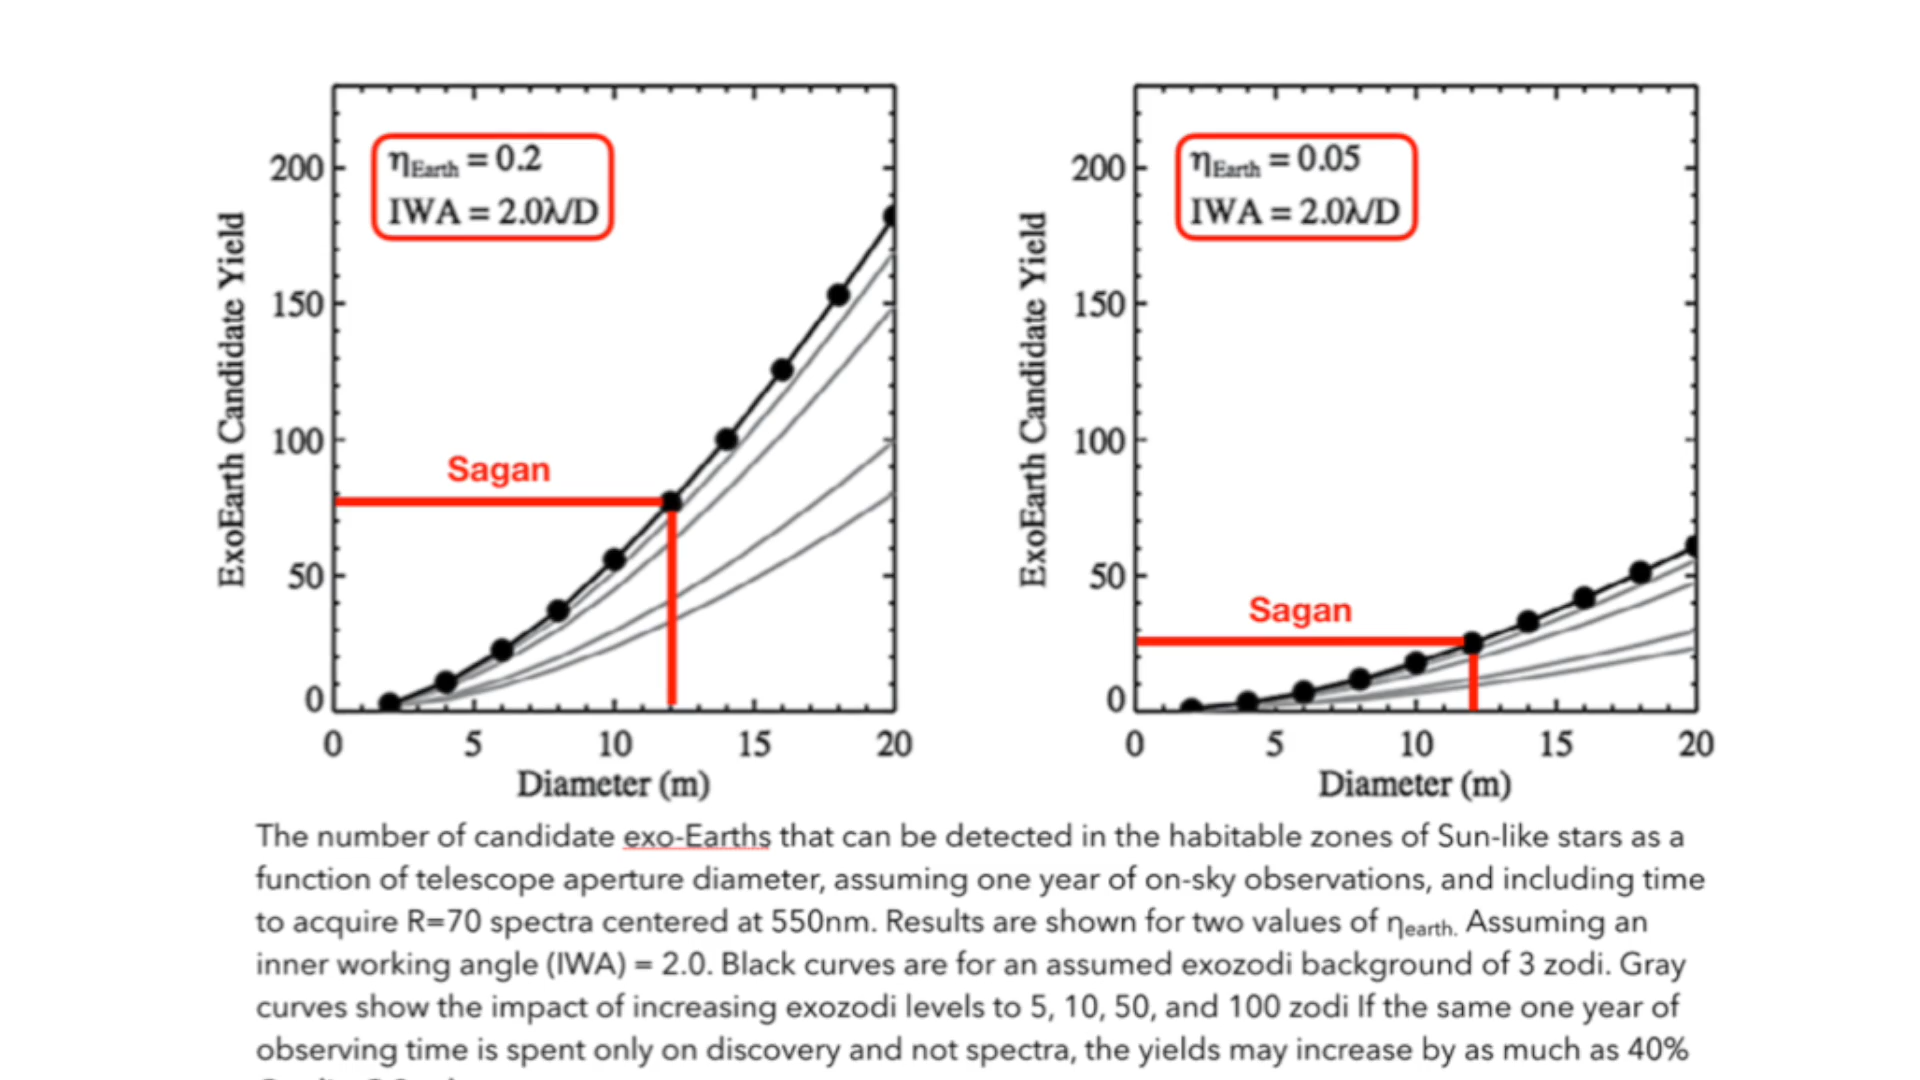 ηEarth = 0.2
IWA = 2.0λ/D
200
150
100
50
0
ExoEarth Candidate Yield
Sagan
0 5 10 15 20
Diameter (m)
ηEarth = 0.05
IWA = 2.0λ/D
200
150
100
50
0
ExoEarth Candidate Yield
Sagan
0 5 10 15 20
Diameter (m)
The number of candidate exo-Earths that can be detected in the habitable zones of Sun-like stars as a
function of telescope aperture diameter, assuming one year of on-sky observations, and including time
to acquire R=70 spectra centered at 550nm. Results are shown for two values of ηearth. Assuming an
inner working angle (IWA) = 2.0. Black curves are for an assumed exozodi background of 3 zodi. Gray
curves show the impact of increasing exozodi levels to 5, 10, 50, and 100 zodi If the same one year of
observing time is spent only on discovery and not spectra, the yields may increase by as much as 40%